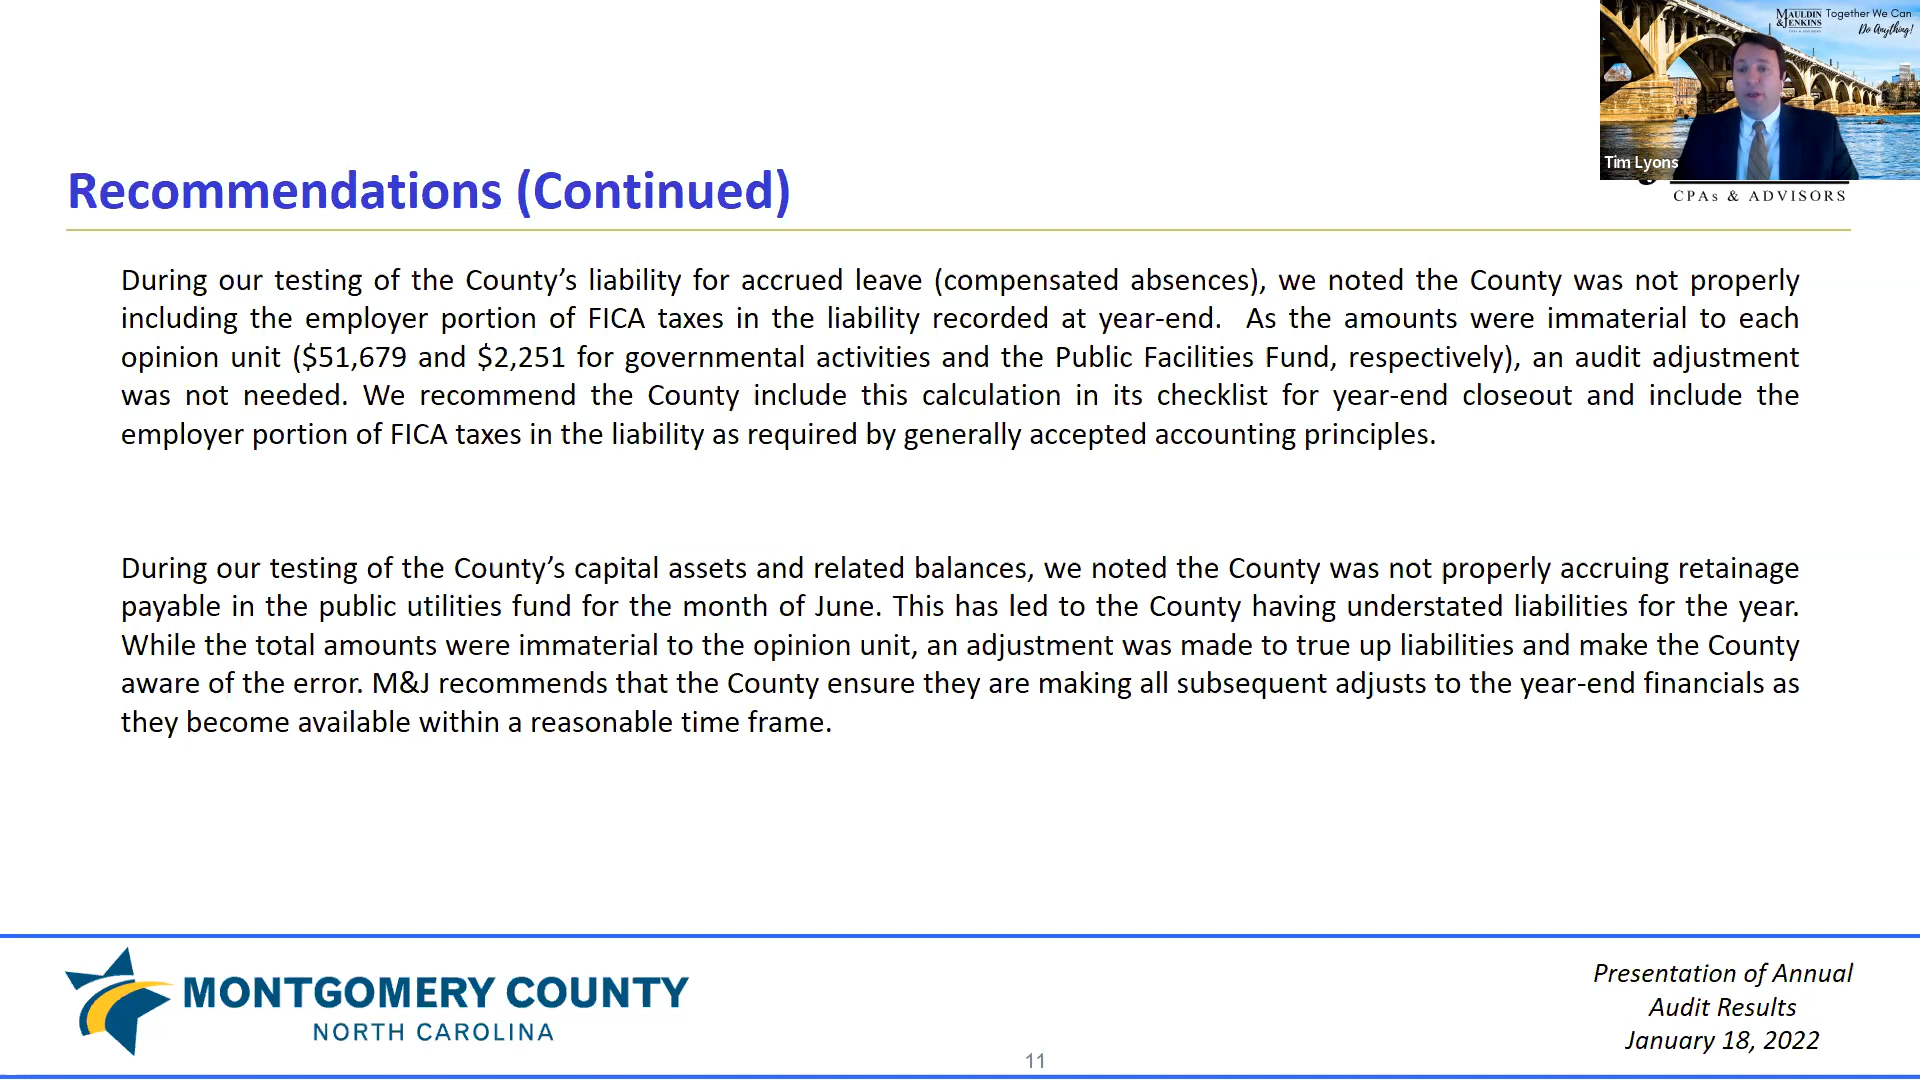 MAULDIN
&JENKINS
Together We Can
Do Anything!
Tim Lyons
CPAs & ADVISORS
Recommendations (Continued)
During our testing of the County’s liability for accrued leave (compensated absences), we noted the County was not properly
including the employer portion of FICA taxes in the liability recorded at year-end. As the amounts were immaterial to each
opinion unit ($51,679 and $2,251 for governmental activities and the Public Facilities Fund, respectively), an audit adjustment
was not needed. We recommend the County include this calculation in its checklist for year-end closeout and include the
employer portion of FICA taxes in the liability as required by generally accepted accounting principles.
During our testing of the County’s capital assets and related balances, we noted the County was not properly accruing retainage
payable in the public utilities fund for the month of June. This has led to the County having understated liabilities for the year.
While the total amounts were immaterial to the opinion unit, an adjustment was made to true up liabilities and make the County
aware of the error. M&J recommends that the County ensure they are making all subsequent adjusts to the year-end financials as
they become available within a reasonable time frame.
MONTGOMERY COUNTY
NORTH CAROLINA
11
Presentation of Annual
Audit Results
January 18, 2022